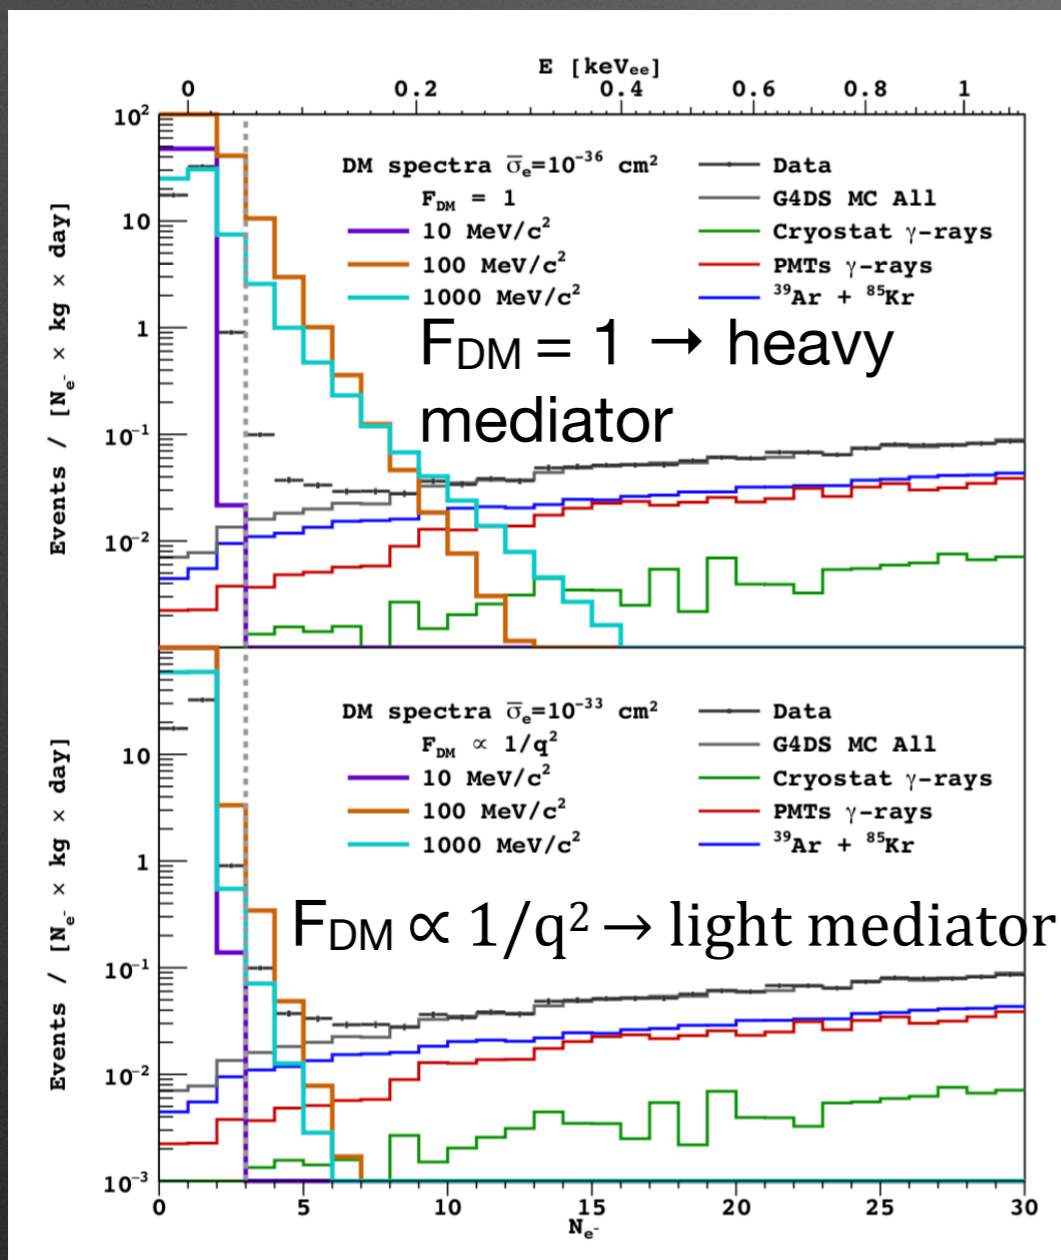 E [keVee]
0 0.2 0.4 0.6 0.8 1
10²
10
1
10⁻¹
10⁻²
Events / [Ne⁻ × kg × day]
DM spectra σ̅e=10⁻³⁶ cm²
FDM = 1
10 MeV/c²
100 MeV/c²
1000 MeV/c²
Data
G4DS MC All
Cryostat γ-rays
PMTs γ-rays
³⁹Ar + ⁸⁵Kr
FDM = 1 → heavy
mediator
10
1
10⁻¹
10⁻²
10⁻³
Events / [Ne⁻ × kg × day]
DM spectra σ̅e=10⁻³³ cm²
FDM ∝ 1/q²
10 MeV/c²
100 MeV/c²
1000 MeV/c²
Data
G4DS MC All
Cryostat γ-rays
PMTs γ-rays
³⁹Ar + ⁸⁵Kr
FDM ∝ 1/q² → light mediator
0 5 10 15 20 25 30
Ne⁻